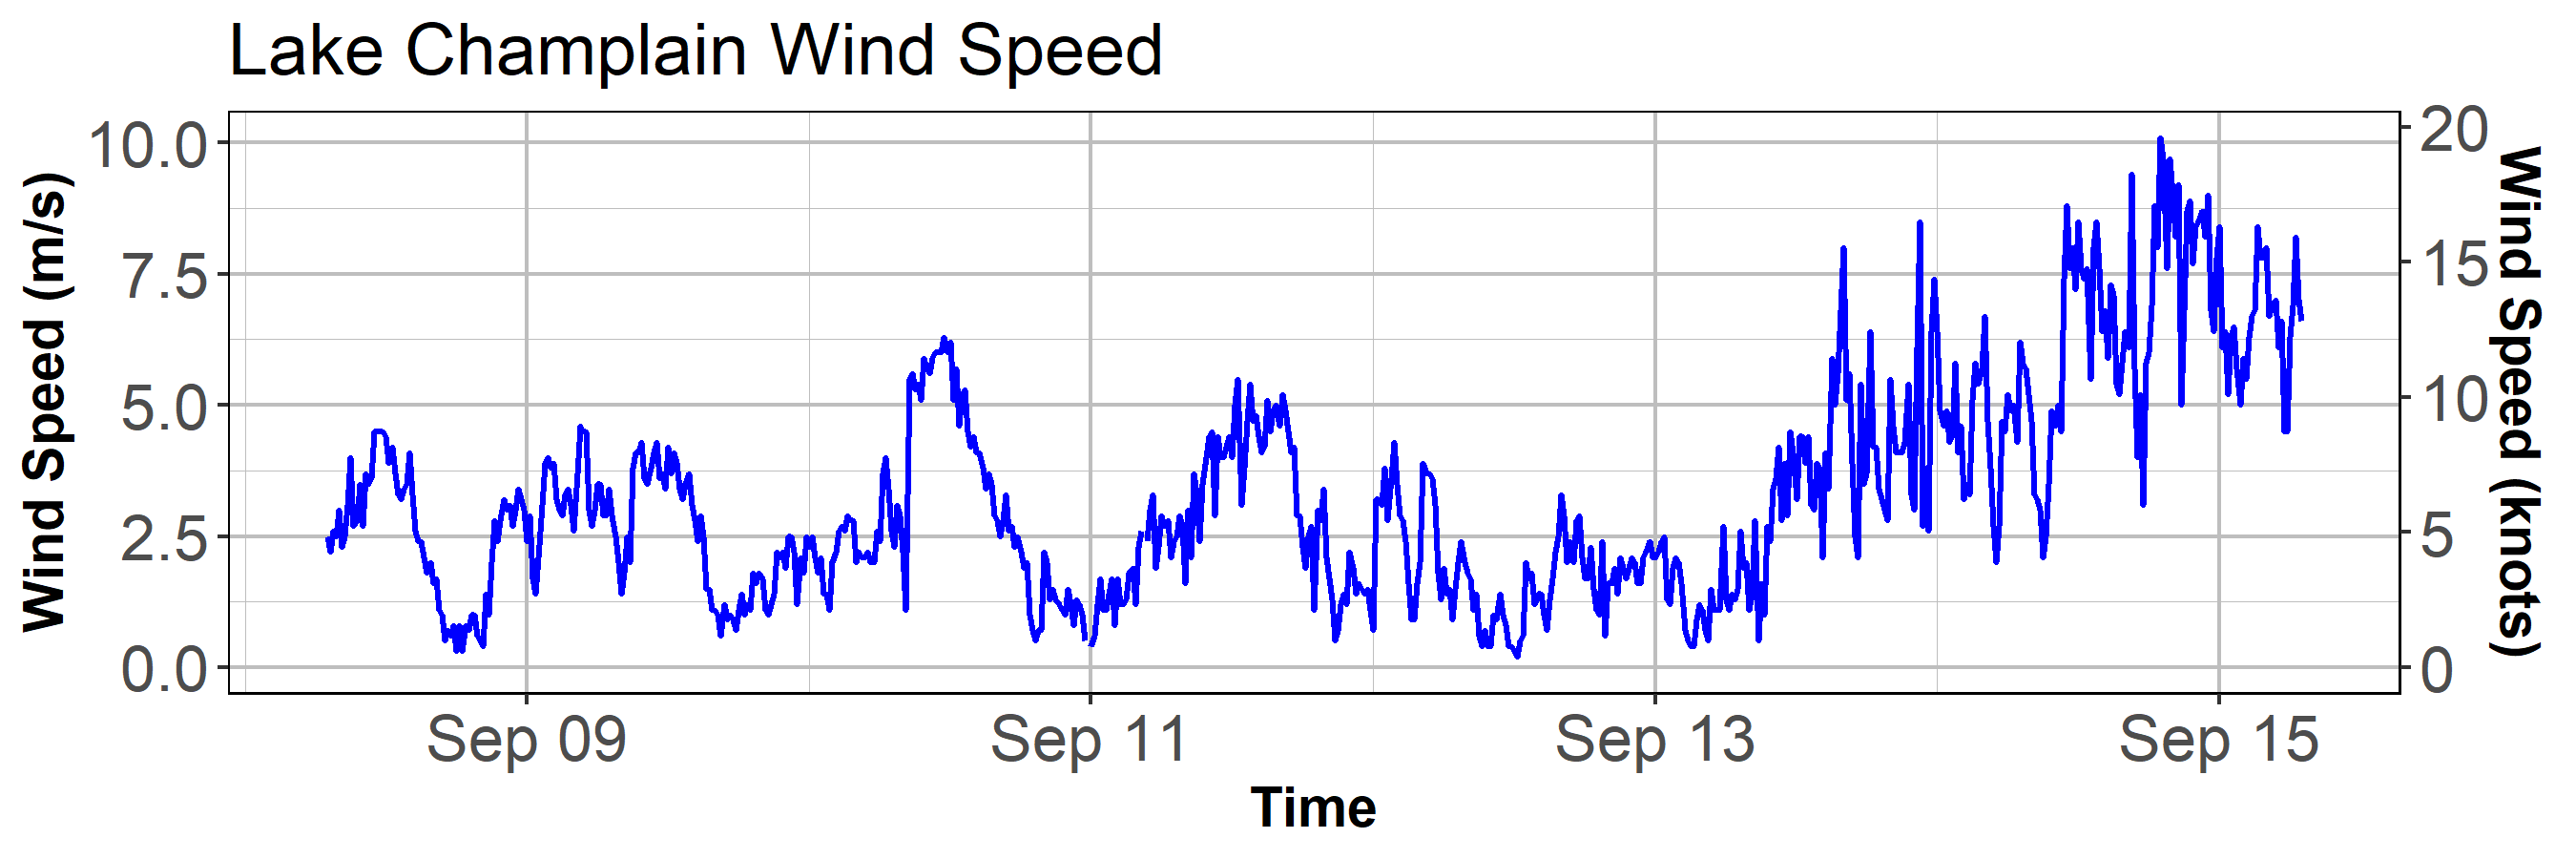 Lake Champlain Wind Speed
Wind Speed (m/s)
10.0
7.5
5.0
2.5
0.0
20
15
10
5
0
Wind Speed (knots)
Sep 09
Sep 11
Sep 13
Sep 15
Time